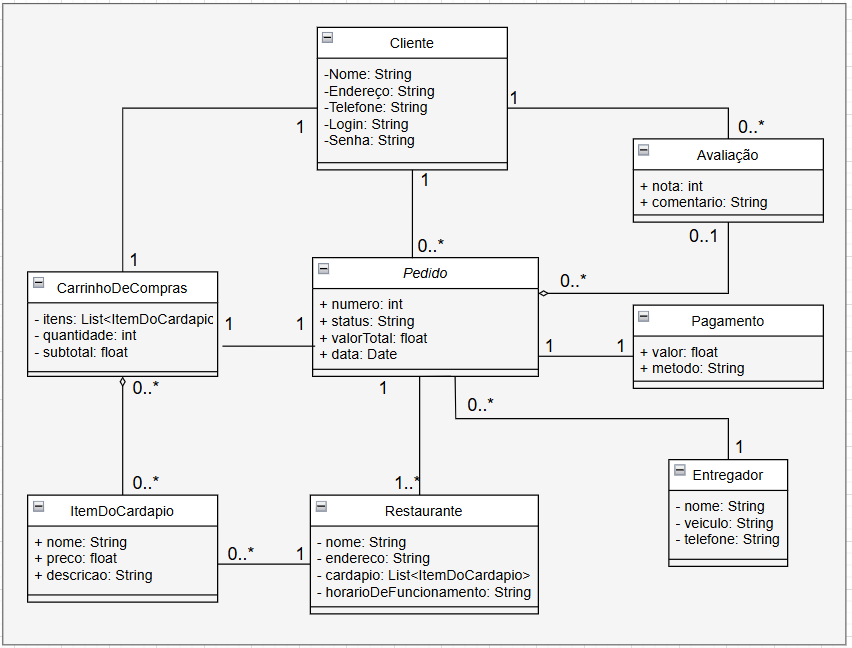 Cliente
-Nome: String
-Endereço: String
-Telefone: String
-Login: String
-Senha: String
1
1
0..*
1
Avaliação
+ nota: int
+ comentario: String
0..1
1
0..*
CarrinhoDeCompras
- itens: List<ItemDoCardapio
- quantidade: int
- subtotal: float
1
1
0..*
Pedido
+ numero: int
+ status: String
+ valorTotal: float
+ data: Date
0..*
1
1
Pagamento
+ valor: float
+ metodo: String
1
0..*
1
0..*
1..*
ItemDoCardapio
+ nome: String
+ preco: float
+ descricao: String
0..*
1
Restaurante
- nome: String
- endereco: String
- cardapio: List<ItemDoCardapio>
- horarioDeFuncionamento: String
Entregador
- nome: String
- veiculo: String
- telefone: String